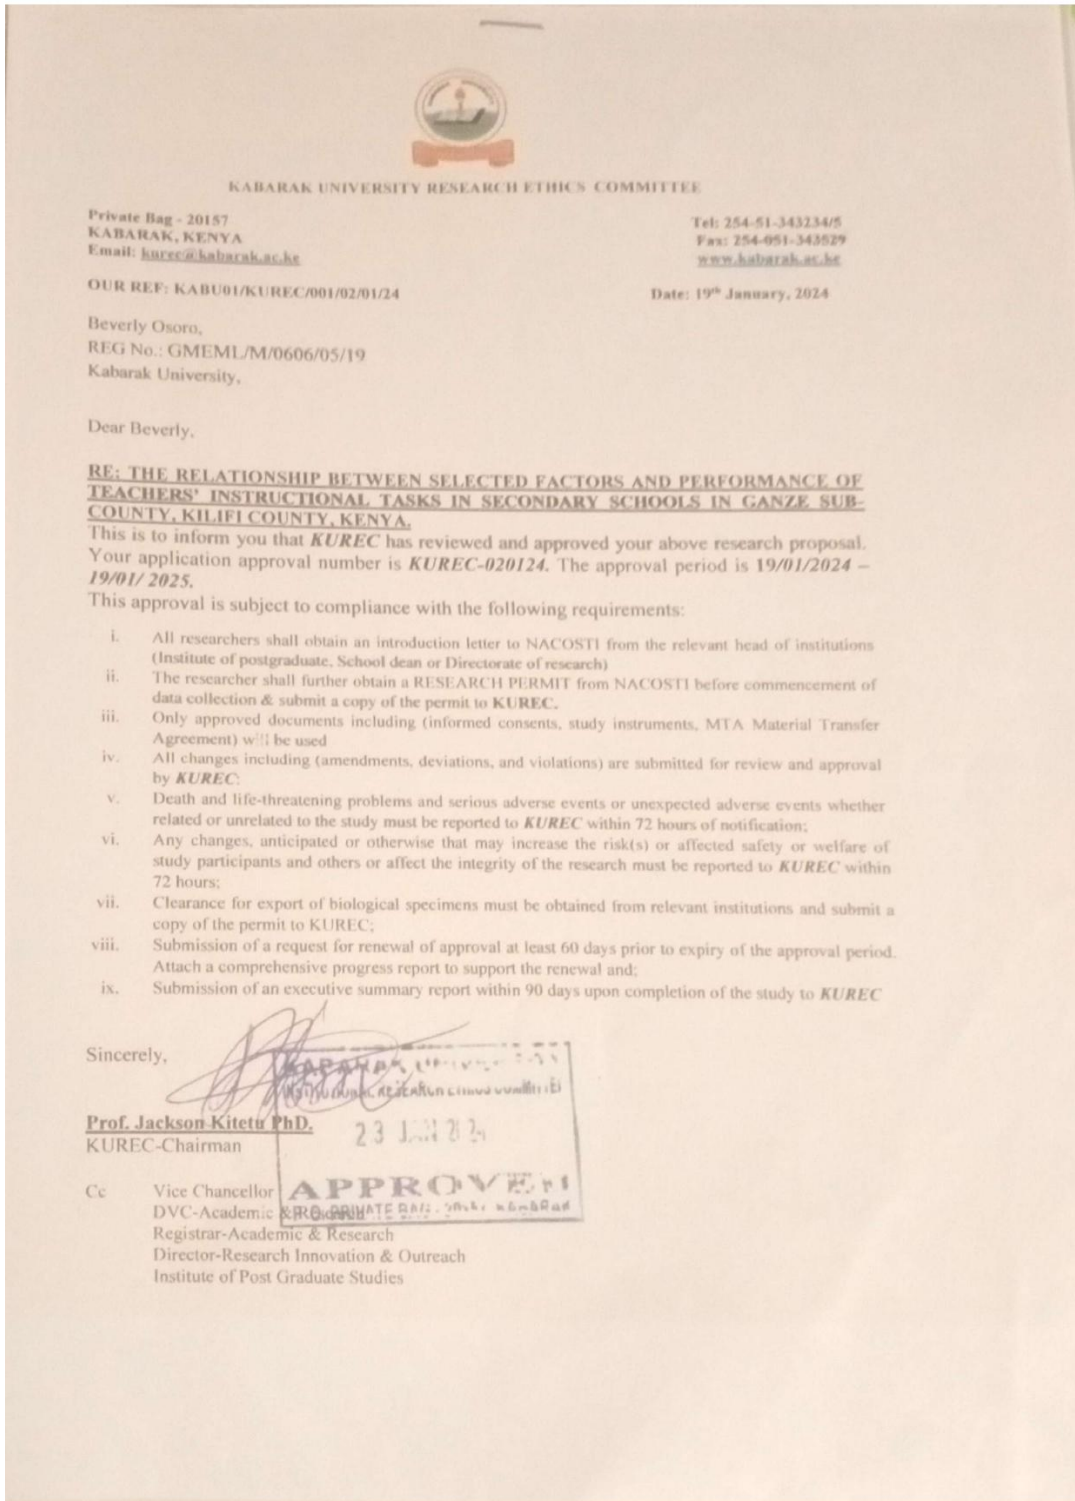 KABARAK UNIVERSITY RESEARCH ETHICS COMMITTEE
Private Bag - 20157
KABARAK, KENYA
Email: kurec@kabarak.ac.ke
Tel: 254-51-343234/5
Fax: 254-051-343529
www.kabarak.ac.ke
OUR REF: KABU01/KUREC/001/02/01/24
Date: 19th January, 2024
Beverly Osoro,
REG No.: GMEML/M/0606/05/19
Kabarak University,
Dear Beverly,
RE: THE RELATIONSHIP BETWEEN SELECTED FACTORS AND PERFORMANCE OF
TEACHERS' INSTRUCTIONAL TASKS IN SECONDARY SCHOOLS IN GANZE SUB-
COUNTY, KILIFI COUNTY, KENYA.
This is to inform you that KUREC has reviewed and approved your above research proposal.
Your application approval number is KUREC-020124. The approval period is 19/01/2024 –
19/01/ 2025.
This approval is subject to compliance with the following requirements:
i. All researchers shall obtain an introduction letter to NACOSTI from the relevant head of institutions
(Institute of postgraduate, School dean or Directorate of research)
ii. The researcher shall further obtain a RESEARCH PERMIT from NACOSTI before commencement of
data collection & submit a copy of the permit to KUREC.
iii. Only approved documents including (informed consents, study instruments, MTA Material Transfer
Agreement) will be used
iv. All changes including (amendments, deviations, and violations) are submitted for review and approval
by KUREC;
v. Death and life-threatening problems and serious adverse events or unexpected adverse events whether
related or unrelated to the study must be reported to KUREC within 72 hours of notification;
vi. Any changes, anticipated or otherwise that may increase the risk(s) or affected safety or welfare of
study participants and others or affect the integrity of the research must be reported to KUREC within
72 hours;
vii. Clearance for export of biological specimens must be obtained from relevant institutions and submit a
copy of the permit to KUREC;
viii. Submission of a request for renewal of approval at least 60 days prior to expiry of the approval period.
Attach a comprehensive progress report to support the renewal and;
ix. Submission of an executive summary report within 90 days upon completion of the study to KUREC
Sincerely,
KABARAK
Prof. Jackson Kitetu PhD.
23 JAN
KUREC-Chairman
Cc Vice Chancellor
APPROVED
DVC-Academic &
PRIVATE BAG
Registrar-Academic & Research
Director-Research Innovation & Outreach
Institute of Post Graduate Studies